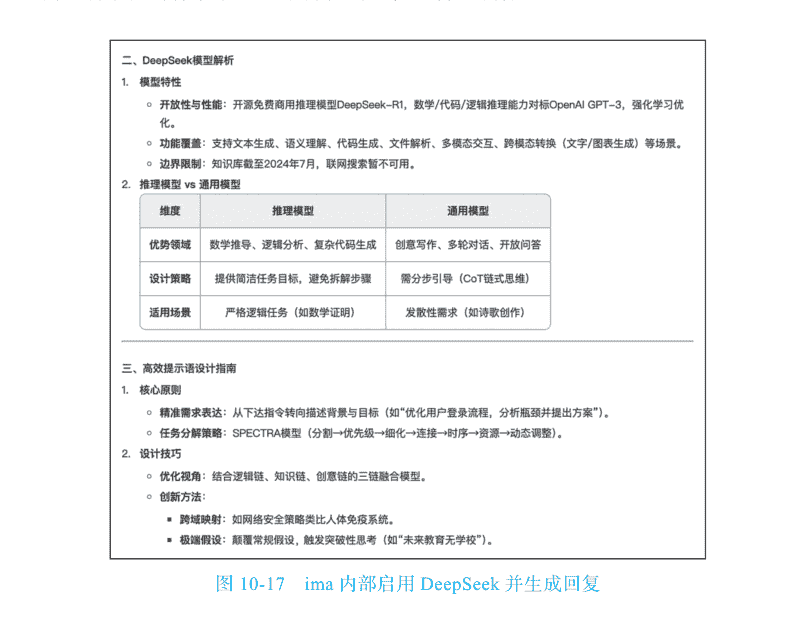 二、DeepSeek模型解析
1. 模型特性
○ 开放性与性能：开源免费商用推理模型DeepSeek-R1，数学/代码/逻辑推理能力对标OpenAI GPT-3，强化学习优
化。
○ 功能覆盖：支持文本生成、语义理解、代码生成、文件解析、多模态交互、跨模态转换（文字/图表生成）等场景。
○ 边界限制：知识库截至2024年7月，联网搜索暂不可用。
2. 推理模型 vs 通用模型
维度 推理模型 通用模型
优势领域 数学推导、逻辑分析、复杂代码生成 创意写作、多轮对话、开放问答
设计策略 提供简洁任务目标，避免拆解步骤 需分步引导（CoT链式思维）
适用场景 严格逻辑任务（如数学证明） 发散性需求（如诗歌创作）
三、高效提示语设计指南
1. 核心原则
○ 精准需求表达：从下达指令转向描述背景与目标（如“优化用户登录流程，分析瓶颈并提出方案”）。
○ 任务分解策略：SPECTRA模型（分割→优先级→细化→连接→时序→资源→动态调整）。
2. 设计技巧
○ 优化视角：结合逻辑链、知识链、创意链的三链融合模型。
○ 创新方法：
■ 跨域映射：如网络安全策略类比人体免疫系统。
■ 极端假设：颠覆常规假设，触发突破性思考（如“未来教育无学校”）。
图 10-17 ima 内部启用 DeepSeek 并生成回复